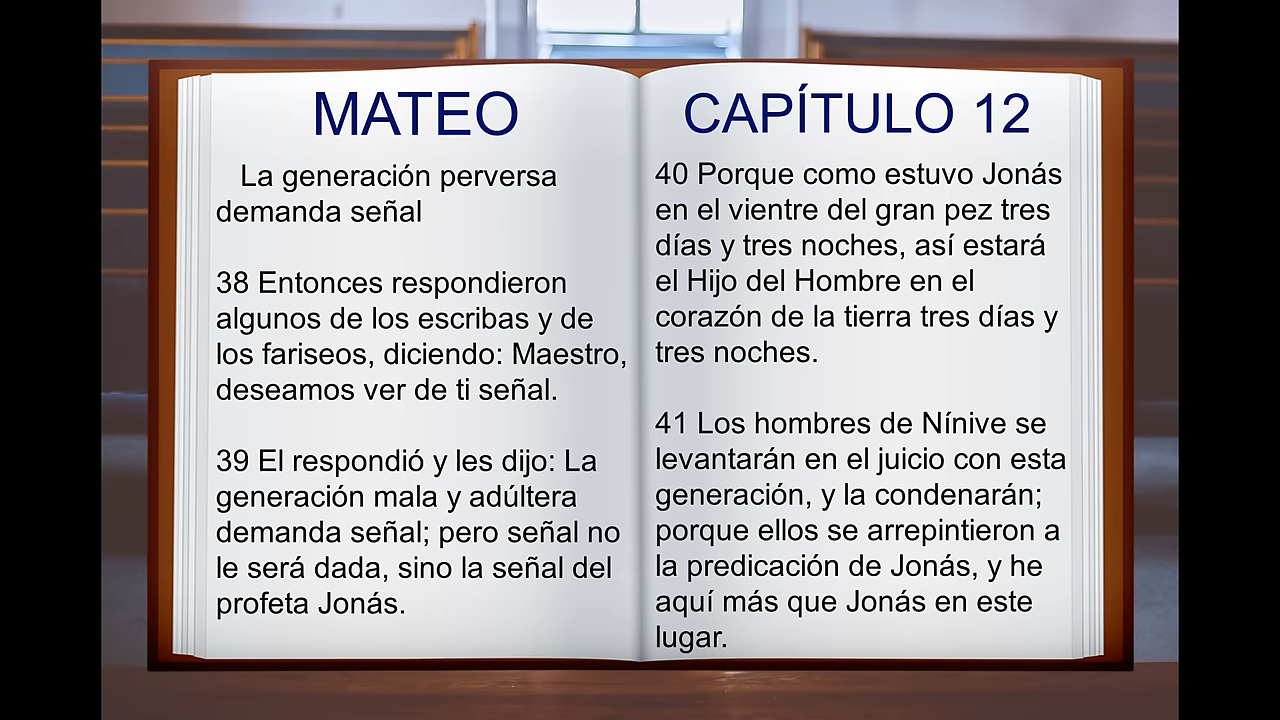 MATEO
La generación perversa
demanda señal
38 Entonces respondieron
algunos de los escribas y de
los fariseos, diciendo: Maestro,
deseamos ver de ti señal.
39 El respondió y les dijo: La
generación mala y adúltera
demanda señal; pero señal no
le será dada, sino la señal del
profeta Jonás.
CAPÍTULO 12
40 Porque como estuvo Jonás
en el vientre del gran pez tres
días y tres noches, así estará
el Hijo del Hombre en el
corazón de la tierra tres días y
tres noches.
41 Los hombres de Nínive se
levantarán en el juicio con esta
generación, y la condenarán;
porque ellos se arrepintieron a
la predicación de Jonás, y he
aquí más que Jonás en este
lugar.